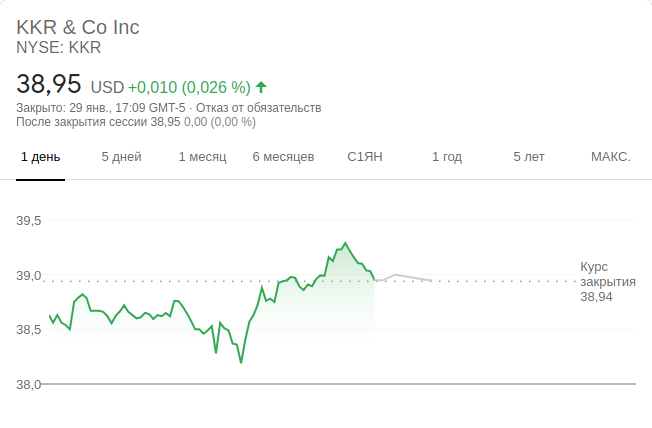 KKR & Co Inc
NYSE: KKR
38,95 USD +0,010 (0,026 %)
Закрыто: 29 янв., 17:09 GMT-5 · Отказ от обязательств
После закрытия сессии 38,95 0,00 (0,00 %)
1 день 5 дней 1 месяц 6 месяцев С1ЯН 1 год 5 лет МАКС.
39,5
39,0
38,5
38,0
Курс
закрытия
38,94